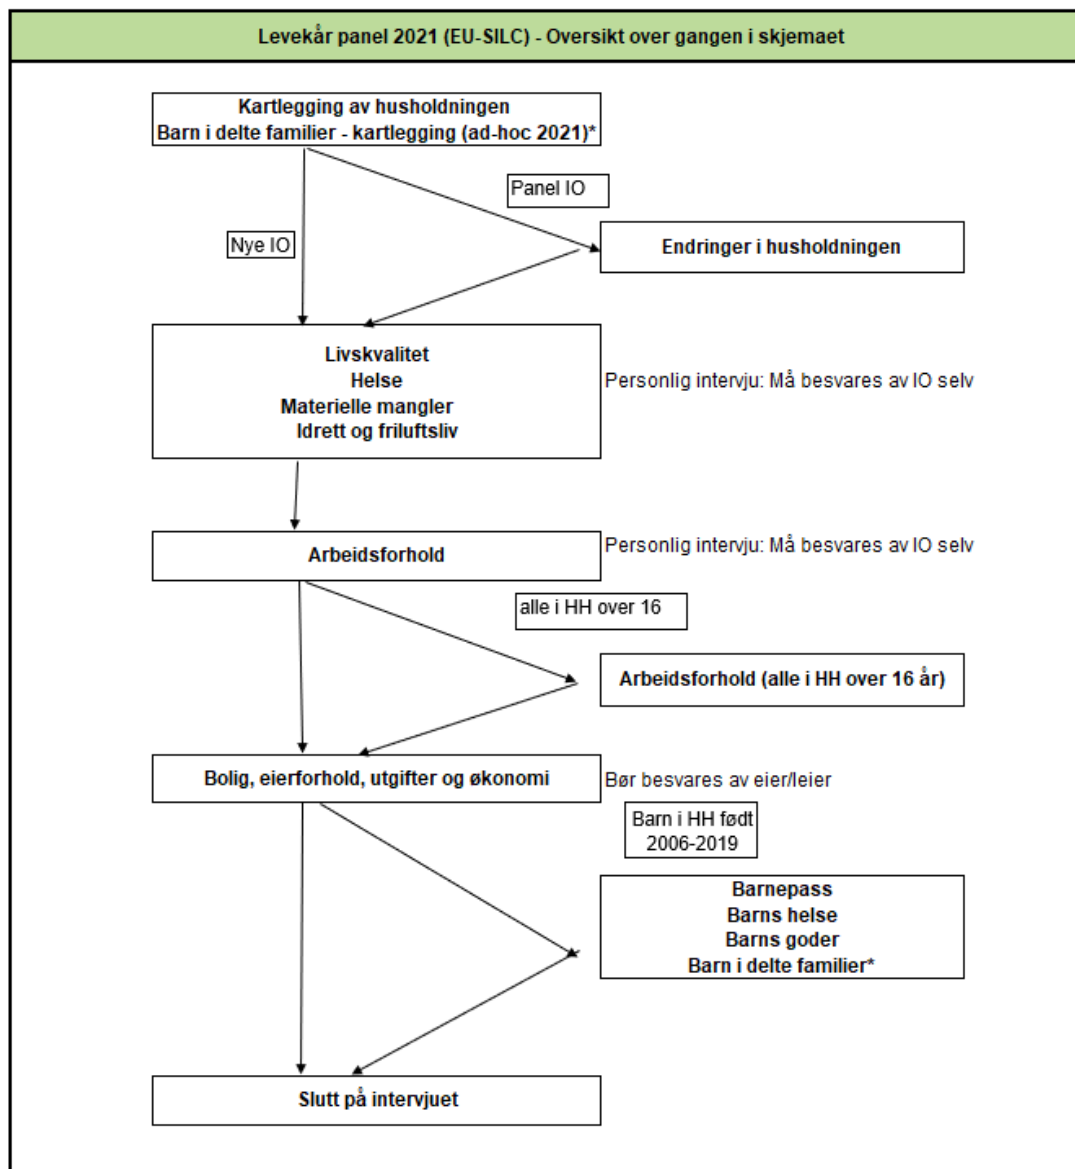 Levekår panel 2021 (EU-SILC) - Oversikt over gangen i skjemaet
Kartlegging av husholdningen
Barn i delte familier - kartlegging (ad-hoc 2021)*
Panel IO
Nye IO
Endringer i husholdningen
Livskvalitet
Helse
Materielle mangler
Idrett og friluftsliv
Personlig intervju: Må besvares av IO selv
Arbeidsforhold
Personlig intervju: Må besvares av IO selv
alle i HH over 16
Arbeidsforhold (alle i HH over 16 år)
Bolig, eierforhold, utgifter og økonomi
Bør besvares av eier/leier
Barn i HH født
2006-2019
Barnepass
Barns helse
Barns goder
Barn i delte familier*
Slutt på intervjuet